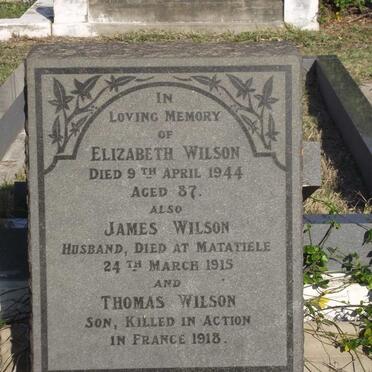 IN
LOVING MEMORY
OF
ELIZABETH WILSON
DIED 9TH APRIL 1944
AGED 87.
ALSO
JAMES WILSON
HUSBAND, DIED AT MATATIELE
24TH MARCH 1915
AND
THOMAS WILSON
SON, KILLED IN ACTION
IN FRANCE 1918.